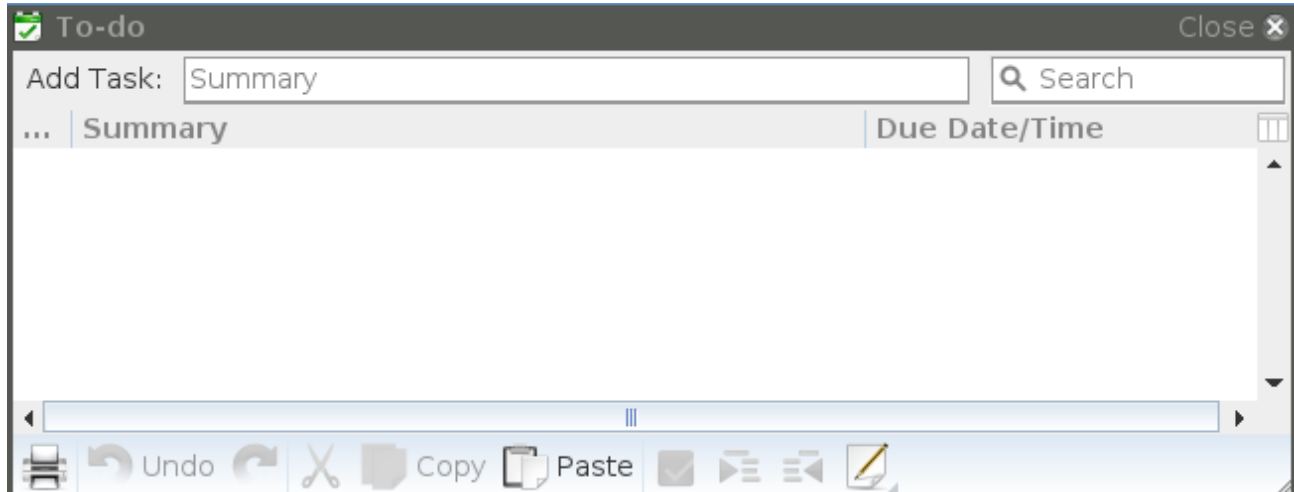 To-do Close
Add Task: Summary Search
... Summary Due Date/Time
Undo Copy Paste